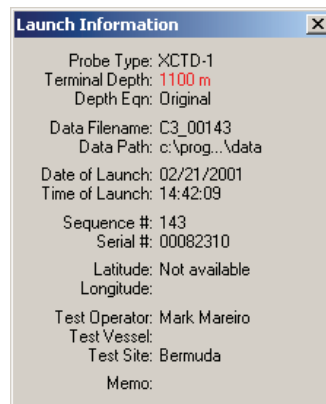 Launch Information
Probe Type: XCTD-1
Terminal Depth: 1100 m
Depth Eqn: Original
Data Filename: C3_00143
Data Path: c:\prog...\data
Date of Launch: 02/21/2001
Time of Launch: 14:42:09
Sequence #: 143
Serial #: 00082310
Latitude: Not available
Longitude:
Test Operator: Mark Mareiro
Test Vessel:
Test Site: Bermuda
Memo: